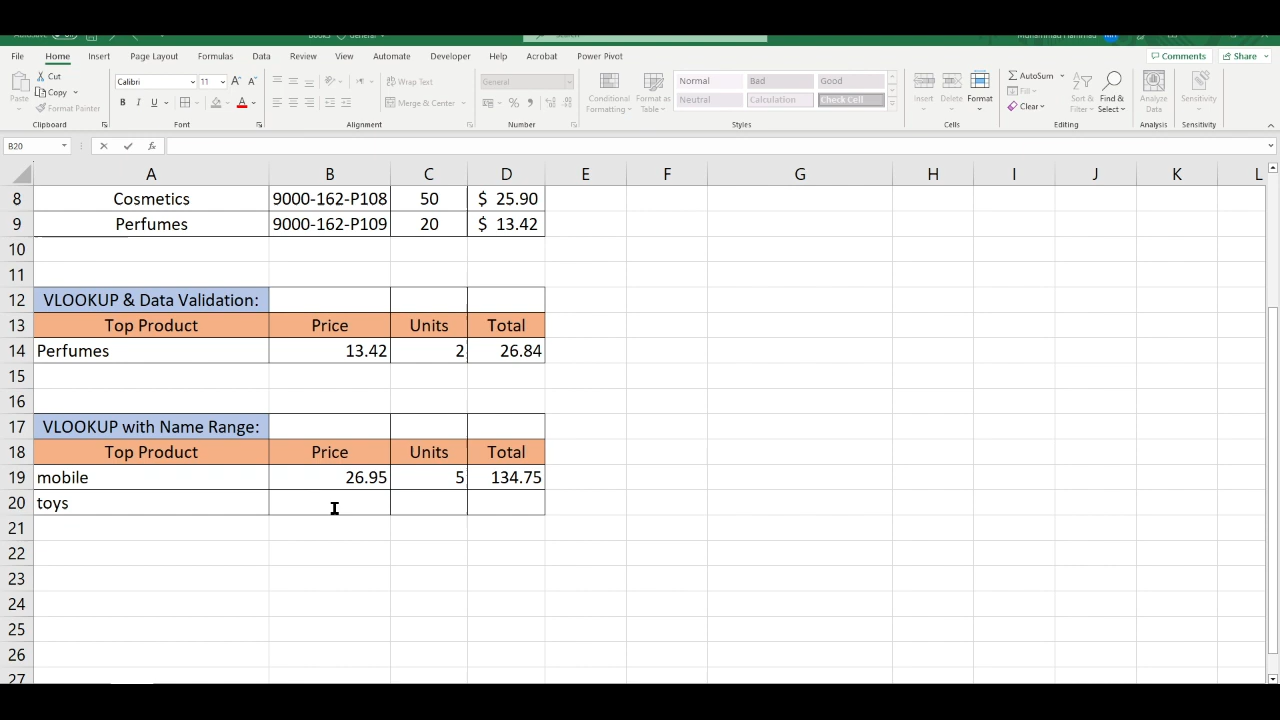 File Home Insert Page Layout Formulas Data Review View Automate Developer Help Acrobat Power Pivot Comments Share
Cut Calibri 11 Wrap Text General Normal Bad Good AutoSum
Paste Copy Conditional Format as Neutral Calculation Check Cell Insert Delete Format Fill Sort & Find & Analyze Sensitivity
Format Painter B I U Merge & Center $ % Formatting Table Clear Filter Select Data
Clipboard Font Alignment Number Styles Cells Editing Analysis Sensitivity
B20 fx
A B C D E F G H I J K L
8 Cosmetics 9000-162-P108 50 $ 25.90
9 Perfumes 9000-162-P109 20 $ 13.42
10
11
12 VLOOKUP & Data Validation:
13 Top Product Price Units Total
14 Perfumes 13.42 2 26.84
15
16
17 VLOOKUP with Name Range:
18 Top Product Price Units Total
19 mobile 26.95 5 134.75
20 toys
21
22
23
24
25
26
27